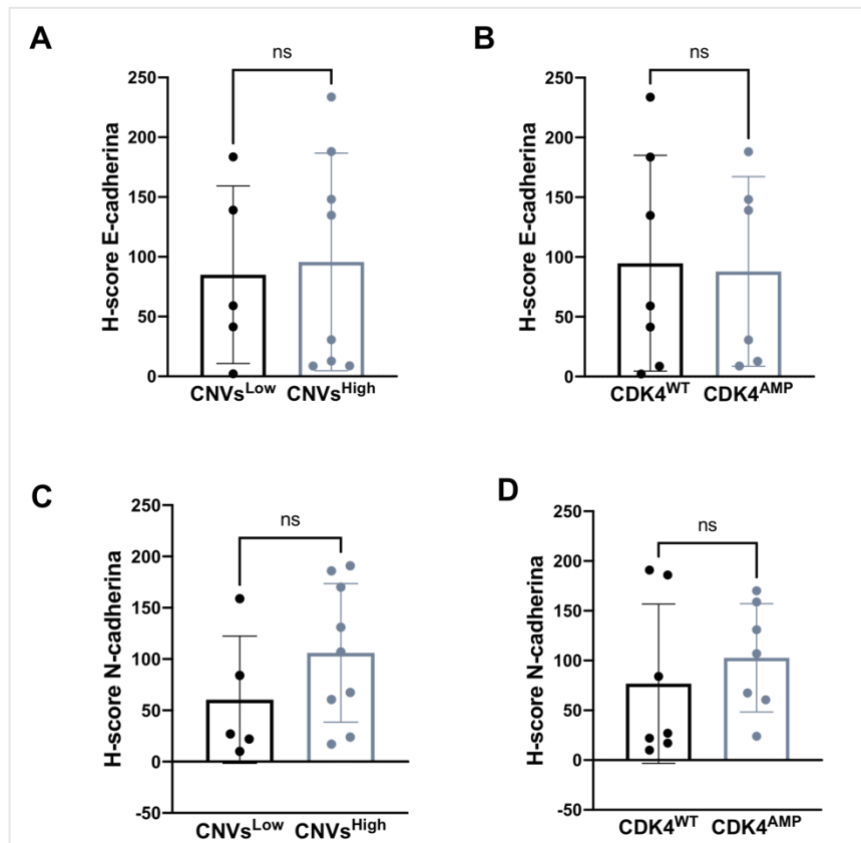 A
ns
H-score E-cadherina
250
200
150
100
50
0
CNVsLow CNVsHigh
B
ns
H-score E-cadherina
250
200
150
100
50
0
CDK4WT CDK4AMP
C
ns
H-score N-cadherina
250
200
150
100
50
0
-50
CNVsLow CNVsHigh
D
ns
H-score N-cadherina
250
200
150
100
50
0
-50
CDK4WT CDK4AMP